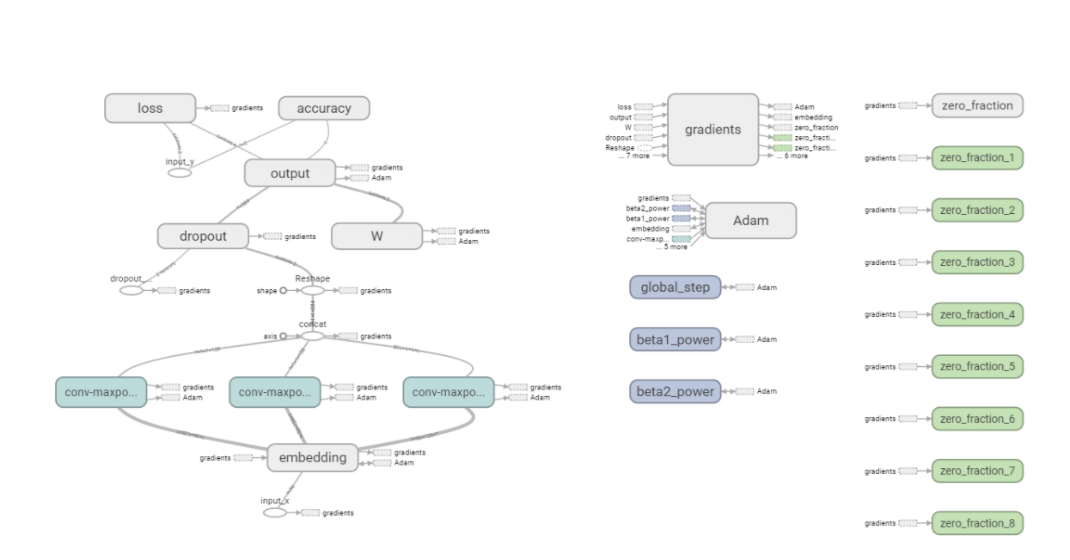 loss
gradients
accuracy
input_y
output
gradients
Adam
dropout
gradients
W
gradients
Adam
dropout_...
gradients
Reshape
shape
gradients
concat
axis
gradients
conv-maxpo...
gradients
Adam
conv-maxpo...
gradients
Adam
conv-maxpo...
gradients
Adam
gradients
embedding
gradients
Adam
input_x
gradients
loss
output
W
dropout
Reshape
... 7 more
gradients
Adam
embedding
zero_fraction
zero_fracti...
zero_fracti...
... 6 more
gradients
beta2_power
beta1_power
embedding
conv-maxp...
... 5 more
Adam
global_step
Adam
beta1_power
Adam
beta2_power
Adam
gradients
zero_fraction
gradients
zero_fraction_1
gradients
zero_fraction_2
gradients
zero_fraction_3
gradients
zero_fraction_4
gradients
zero_fraction_5
gradients
zero_fraction_6
gradients
zero_fraction_7
gradients
zero_fraction_8